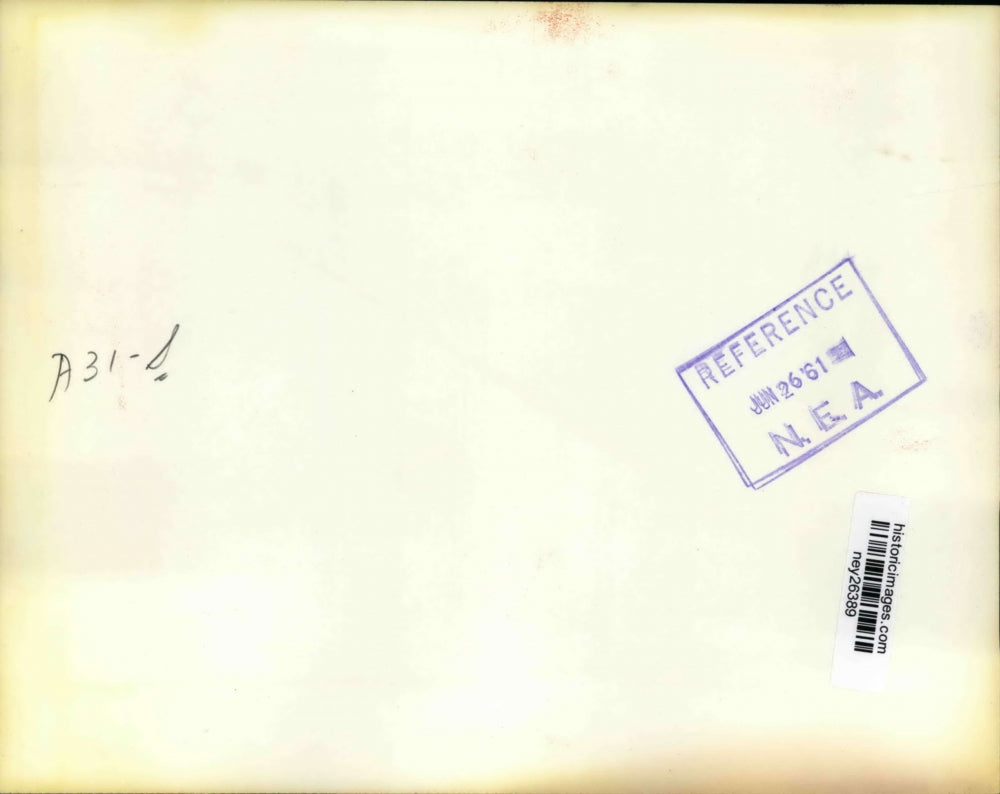 A31-S
REFERENCE
JUN 26 '61
N. E. A.
historicimages.com
ney26389